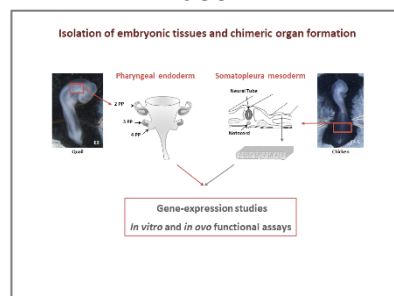 Isolation of embryonic tissues and chimeric organ formation
Pharyngeal endoderm
Somatopleura mesoderm
Neural Tube
2 PP
3 PP
4 PP
Notocord
Quail
Chicken
Gene-expression studies
In vitro and in ovo functional assays